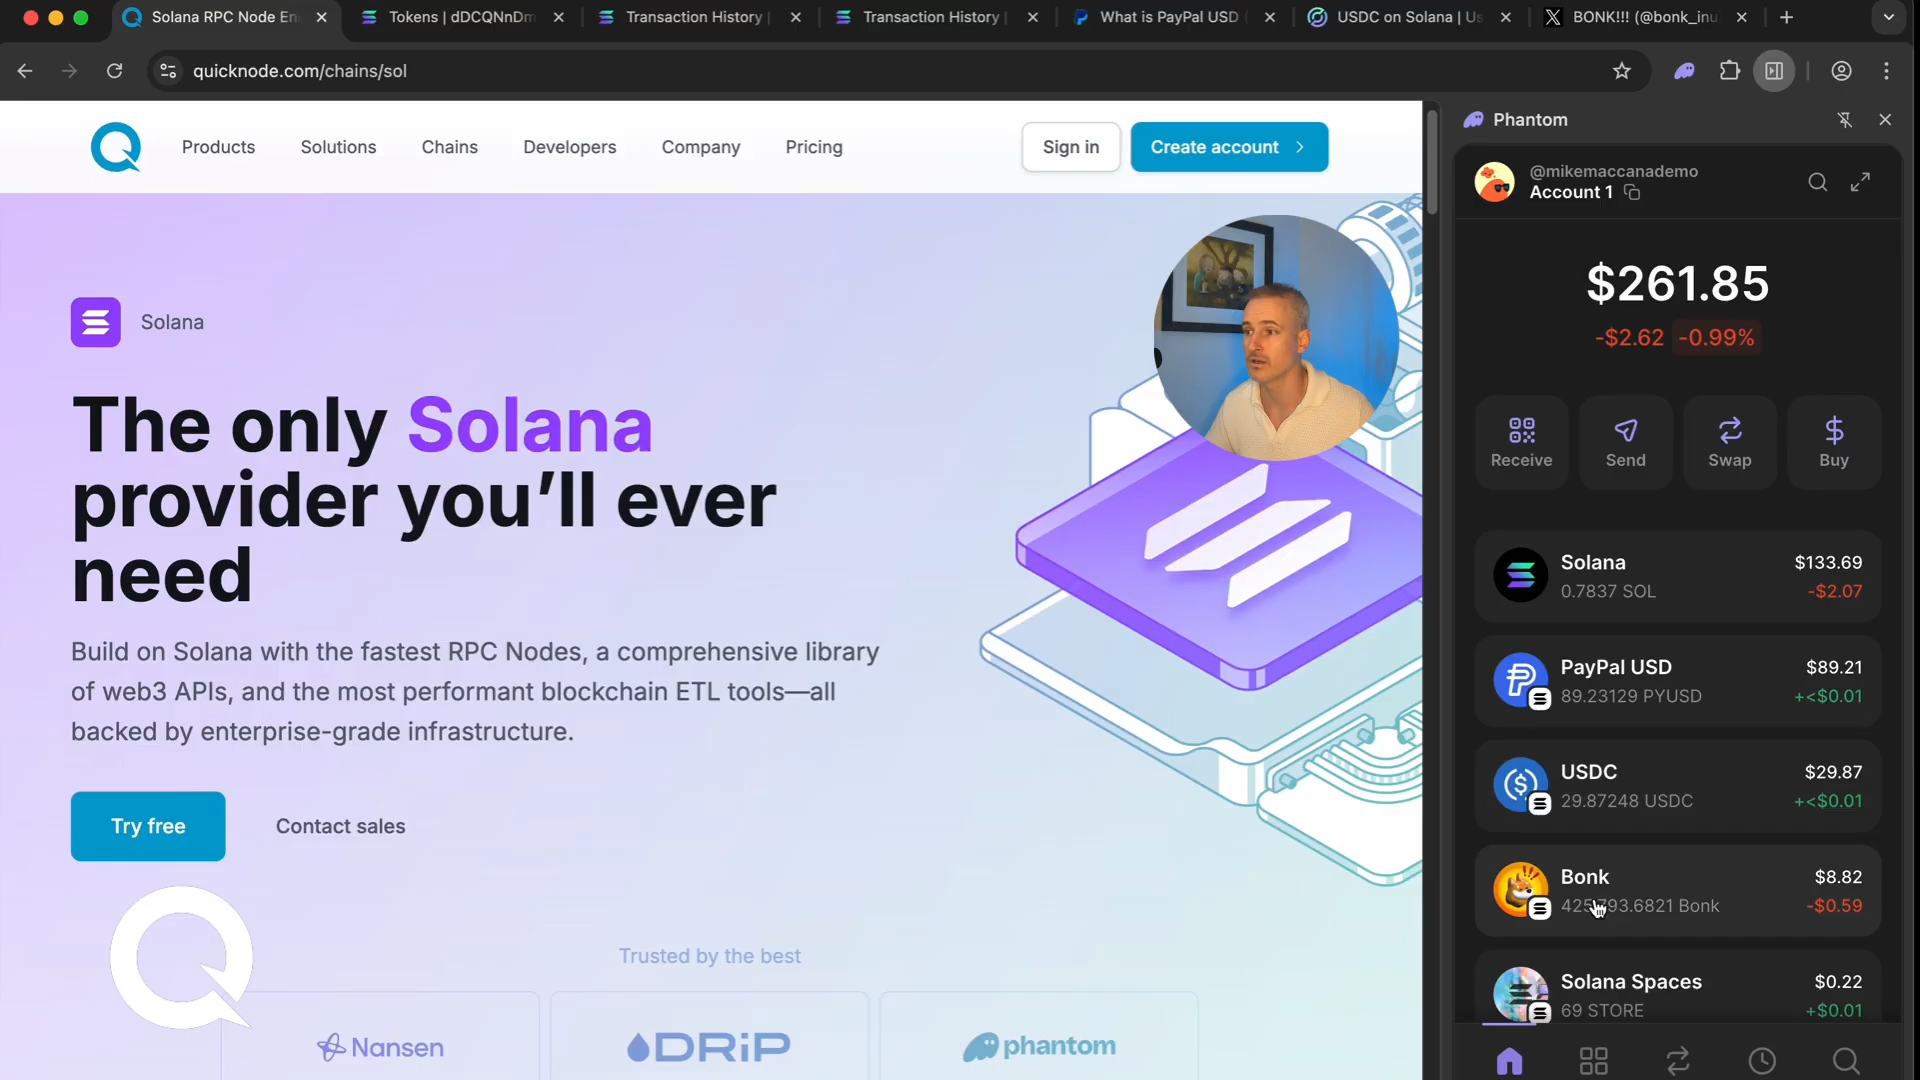 Solana RPC Node En
Tokens | dDCQNnDm
Transaction History |
Transaction History |
What is PayPal USD
USDC on Solana | Us
BONK!!! (@bonk_inu
quicknode.com/chains/sol
Products
Solutions
Chains
Developers
Company
Pricing
Sign in
Create account
Solana
The only Solana
provider you’ll ever
need
Build on Solana with the fastest RPC Nodes, a comprehensive library
of web3 APIs, and the most performant blockchain ETL tools—all
backed by enterprise-grade infrastructure.
Try free
Contact sales
Trusted by the best
Nansen
DRiP
phantom
Phantom
@mikemaccanademo
Account 1
$261.85
-$2.62 -0.99%
Receive
Send
Swap
Buy
Solana
$133.69
0.7837 SOL
-$2.07
PayPal USD
$89.21
89.23129 PYUSD
+<$0.01
USDC
$29.87
29.87248 USDC
+<$0.01
Bonk
$8.82
Bonk
-$0.59
Solana Spaces
$0.22
69 STORE
+$0.01